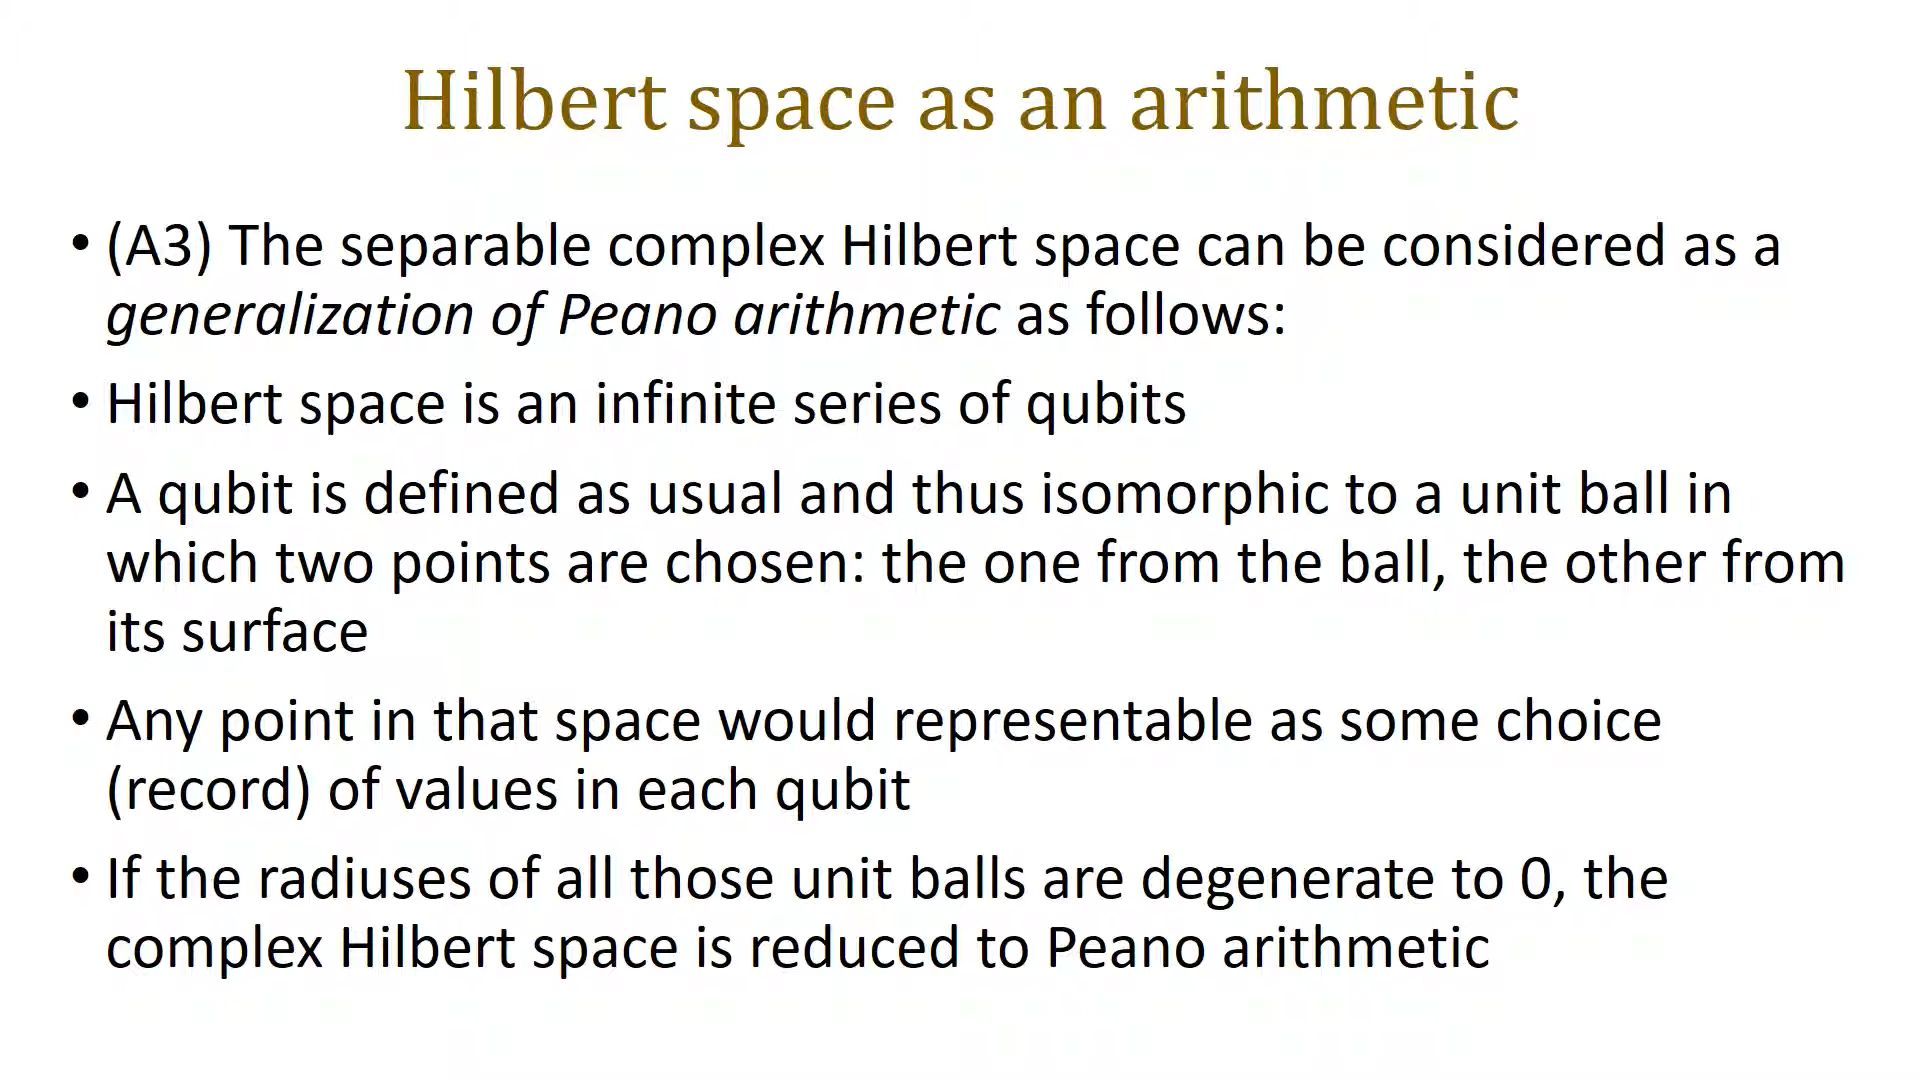 Hilbert space as an arithmetic
• (A3) The separable complex Hilbert space can be considered as a
generalization of Peano arithmetic as follows:
• Hilbert space is an infinite series of qubits
• A qubit is defined as usual and thus isomorphic to a unit ball in
which two points are chosen: the one from the ball, the other from
its surface
• Any point in that space would representable as some choice
(record) of values in each qubit
• If the radiuses of all those unit balls are degenerate to 0, the
complex Hilbert space is reduced to Peano arithmetic